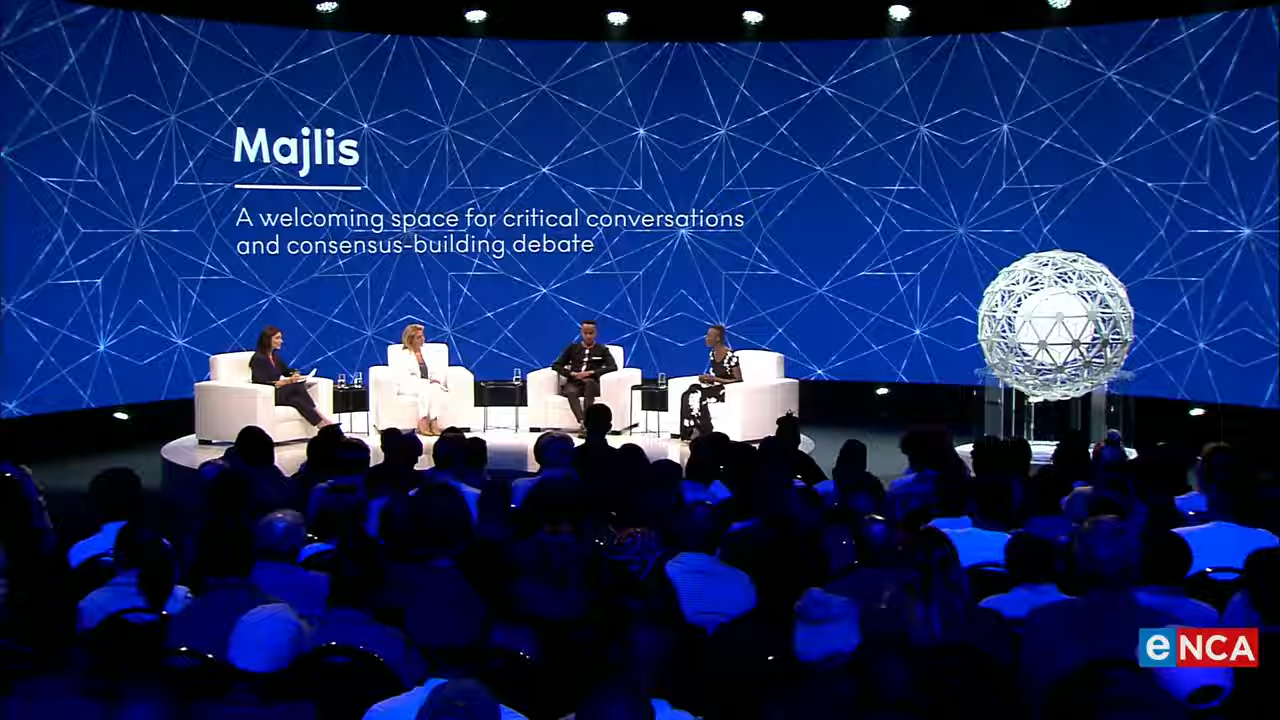 Majlis
A welcoming space for critical conversations
and consensus-building debate
eNCA